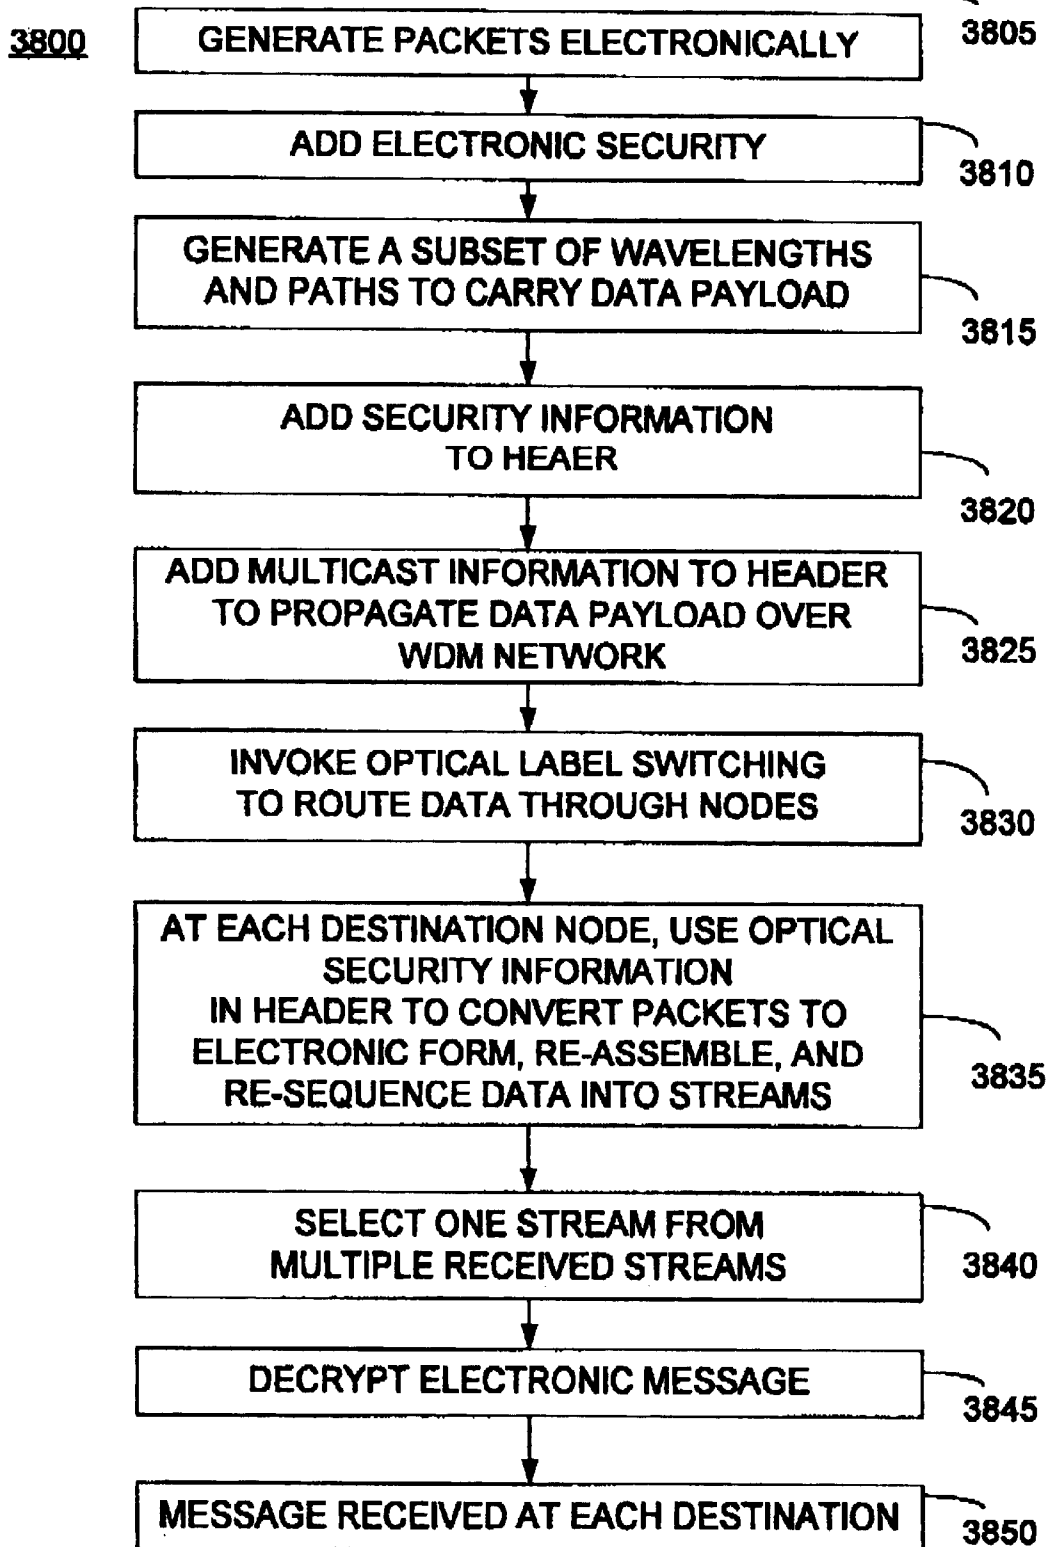 3800
GENERATE PACKETS ELECTRONICALLY
3805
ADD ELECTRONIC SECURITY
3810
GENERATE A SUBSET OF WAVELENGTHS
AND PATHS TO CARRY DATA PAYLOAD
3815
ADD SECURITY INFORMATION
TO HEAER
3820
ADD MULTICAST INFORMATION TO HEADER
TO PROPAGATE DATA PAYLOAD OVER
WDM NETWORK
3825
INVOKE OPTICAL LABEL SWITCHING
TO ROUTE DATA THROUGH NODES
3830
AT EACH DESTINATION NODE, USE OPTICAL
SECURITY INFORMATION
IN HEADER TO CONVERT PACKETS TO
ELECTRONIC FORM, RE-ASSEMBLE, AND
RE-SEQUENCE DATA INTO STREAMS
3835
SELECT ONE STREAM FROM
MULTIPLE RECEIVED STREAMS
3840
DECRYPT ELECTRONIC MESSAGE
3845
MESSAGE RECEIVED AT EACH DESTINATION
3850